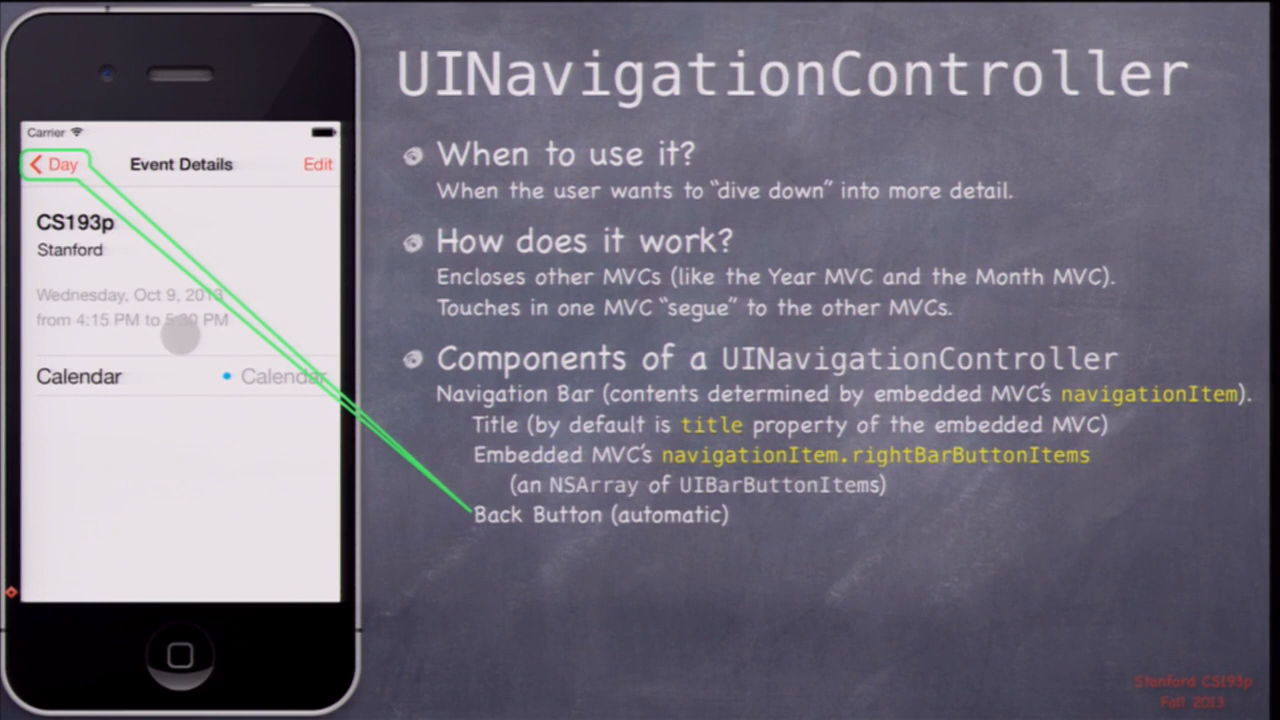 UINavigationController
Carrier
Day
Event Details
Edit
CS193p
Stanford
Wednesday, Oct 9, 2013
from 4:15 PM to 5:30 PM
Calendar
Calendar
When to use it?
When the user wants to “dive down” into more detail.
How does it work?
Encloses other MVCs (like the Year MVC and the Month MVC).
Touches in one MVC “segue” to the other MVCs.
Components of a UINavigationController
Navigation Bar (contents determined by embedded MVC’s navigationItem).
Title (by default is title property of the embedded MVC)
Embedded MVC’s navigationItem.rightBarButtonItems
(an NSArray of UIBarButtonItems)
Back Button (automatic)
Stanford CS193p
Fall 2013